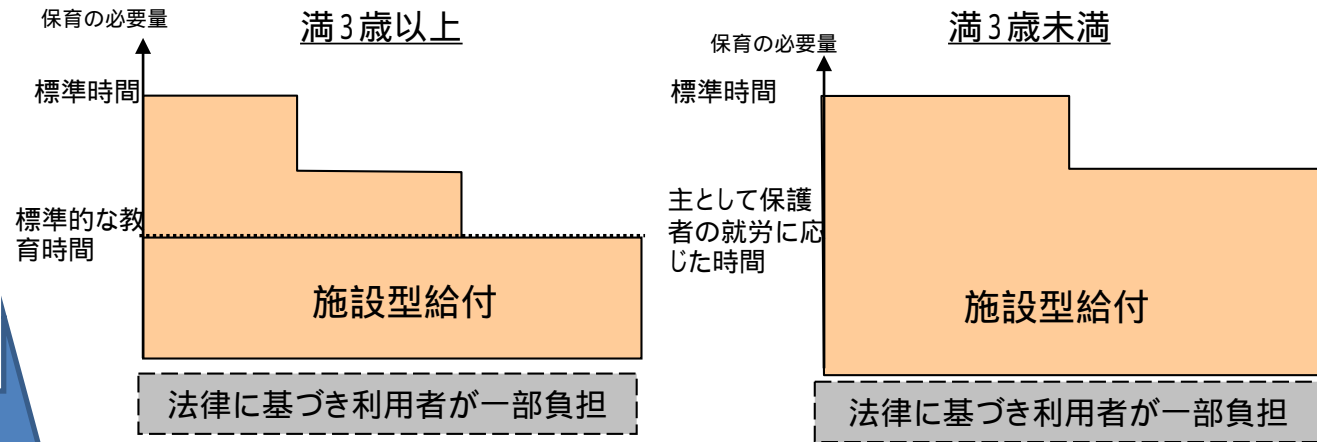 保育の必要量
満3歳以上
標準時間
標準的な教
育時間
施設型給付
法律に基づき利用者が一部負担
満3歳未満
保育の必要量
標準時間
主として保護
者の就労に応
じた時間
施設型給付
法律に基づき利用者が一部負担